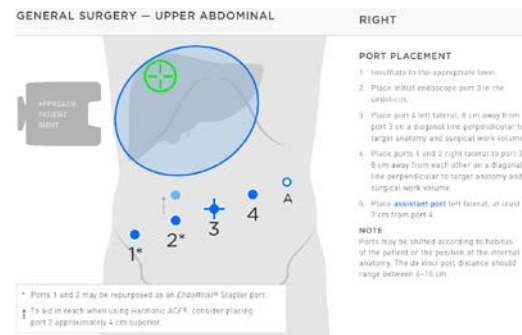 GENERAL SURGERY — UPPER ABDOMINAL
RIGHT
APPROACH:
PATIENT
RIGHT
1*
2*
3
4
A
* Ports 1 and 2 may be repurposed as an EndoWrist® Stapler port.
To aid in reach when using Harmonic ACE®, consider placing
port 2 approximately 4 cm superior.
PORT PLACEMENT
1. Insufflate to the appropriate level.
2. Place initial endoscope port 3 in the
umbilicus.
3. Place port 4 left lateral, 8 cm away from
port 3 on a diagonal line perpendicular to
target anatomy and surgical work volume.
4. Place ports 1 and 2 right lateral to port 3,
8 cm away from each other on a diagonal
line perpendicular to target anatomy and
surgical work volume.
5. Place assistant port left lateral, at least
7 cm from port 4.
NOTE
Ports may be shifted according to habitus
of the patient or the position of the internal
anatomy. The da Vinci port distance should
range between 6–10 cm.